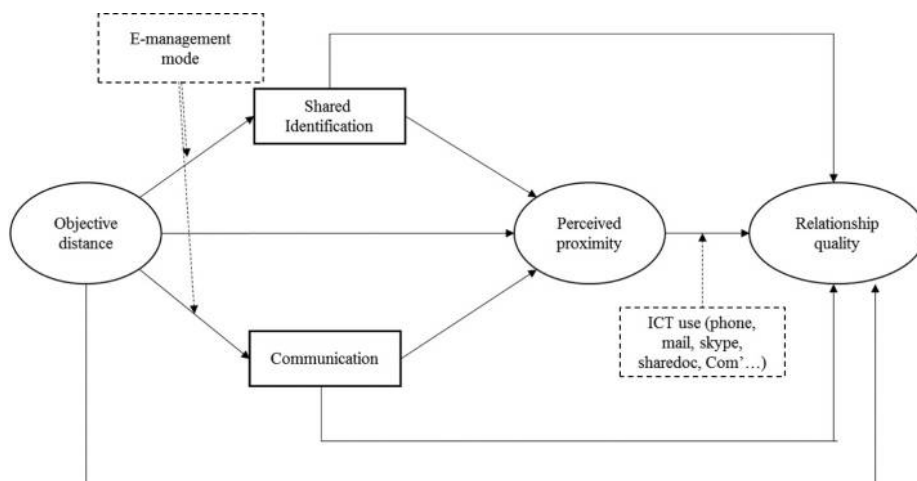 E-management
mode
Shared
Identification
Objective
distance
Perceived
proximity
Relationship
quality
Communication
ICT use (phone,
mail, skype,
sharedoc, Com’…)